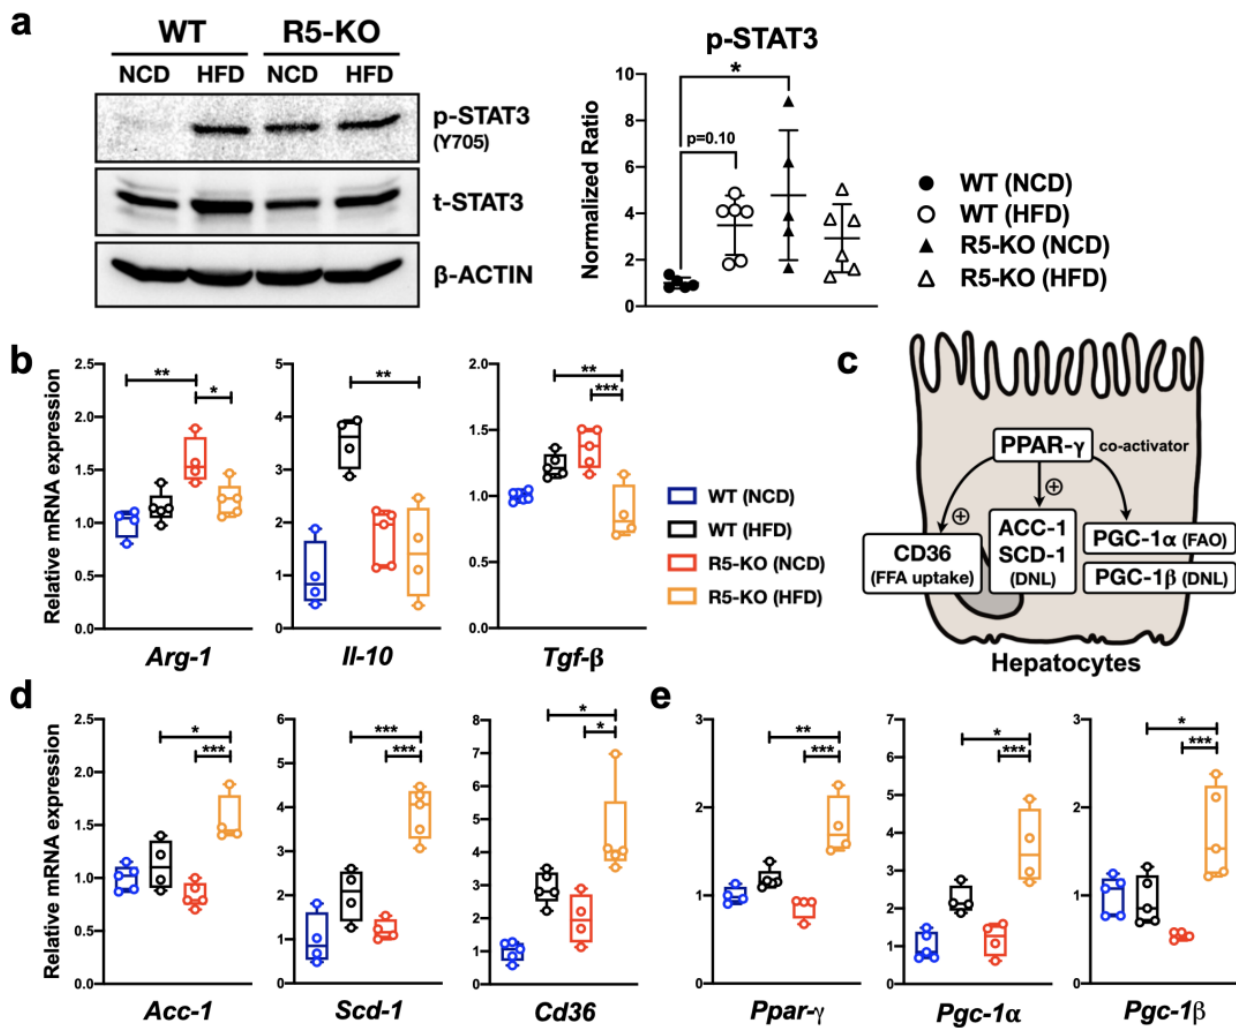 a
WT R5-KO
NCD HFD NCD HFD
p-STAT3
(Y705)
t-STAT3
β-ACTIN
p-STAT3
Normalized Ratio
10
8
6
4
2
0
*
p=0.10
WT (NCD)
WT (HFD)
R5-KO (NCD)
R5-KO (HFD)
b
Relative mRNA expression
2.5
2.0
1.5
1.0
0.5
0.0
** *
Arg-1
5
4
3
2
1
0
**
Il-10
2.0
1.5
1.0
0.5
0.0
**
***
Tgf-β
WT (NCD)
WT (HFD)
R5-KO (NCD)
R5-KO (HFD)
c
PPAR-γ co-activator
+
+
CD36
(FFA uptake)
ACC-1
SCD-1
(DNL)
PGC-1α (FAO)
PGC-1β (DNL)
Hepatocytes
d
Relative mRNA expression
2.5
2.0
1.5
1.0
0.5
0.0
*
***
Acc-1
6
5
4
3
2
1
0
***
***
Scd-1
8
7
6
5
4
3
2
1
0
*
*
Cd36
e
3
2
1
0
**
***
Ppar-γ
7
6
5
4
3
2
1
0
*
***
Pgc-1α
3
2
1
0
*
***
Pgc-1β